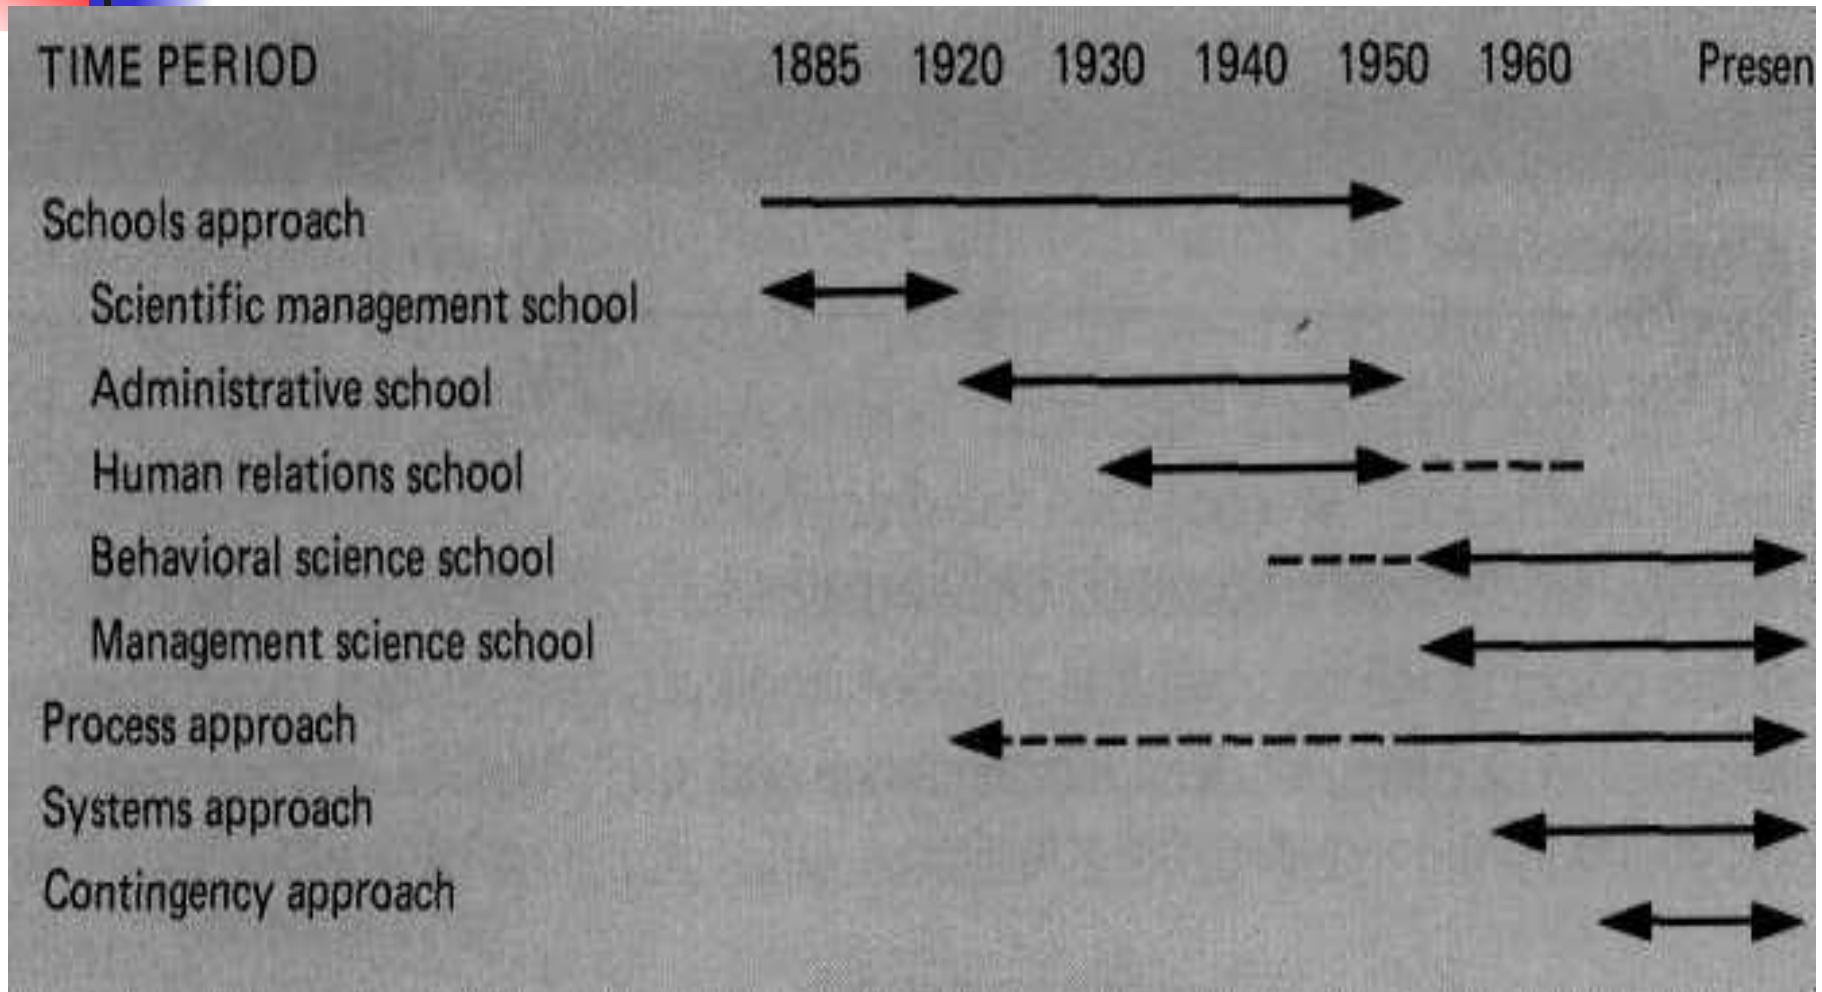 TIME PERIOD 1885 1920 1930 1940 1950 1960 Presen
Schools approach
Scientific management school
Administrative school
Human relations school
Behavioral science school
Management science school
Process approach
Systems approach
Contingency approach